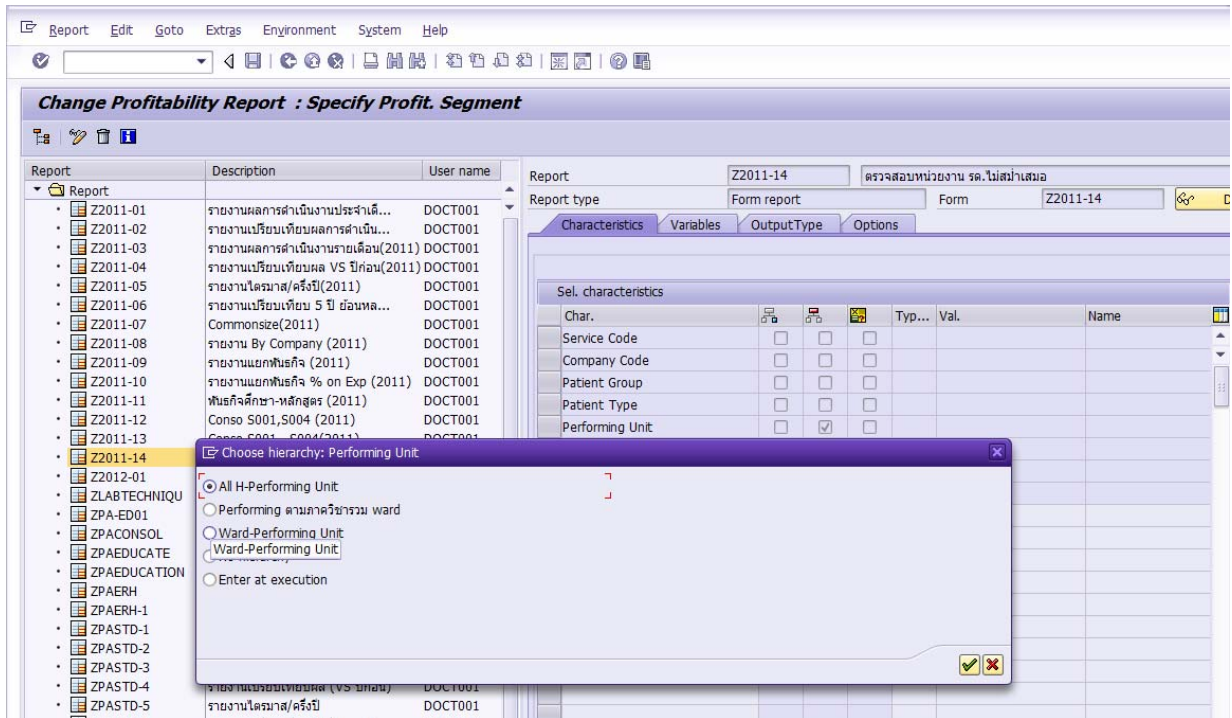 Report Edit Goto Extras Environment System Help
Change Profitability Report : Specify Profit. Segment
Report Description User name
Report
Z2011-01 รายงานผลการดำเนินงานประจำเดื... DOCT001
Z2011-02 รายงานเปรียบเทียบผลการดำเนิน... DOCT001
Z2011-03 รายงานผลการดำเนินงานรายเดือน(2011) DOCT001
Z2011-04 รายงานเปรียบเทียบผล VS ปีก่อน(2011) DOCT001
Z2011-05 รายงานไตรมาส/ครึ่งปี(2011) DOCT001
Z2011-06 รายงานเปรียบเทียบ 5 ปี ย้อนหล... DOCT001
Z2011-07 Commonsize(2011) DOCT001
Z2011-08 รายงาน By Company (2011) DOCT001
Z2011-09 รายงานแยกพันธกิจ (2011) DOCT001
Z2011-10 รายงานแยกพันธกิจ % on Exp (2011) DOCT001
Z2011-11 พันธกิจศึกษา-หลักสูตร (2011) DOCT001
Z2011-12 Conso S001,S004 (2011) DOCT001
Z2011-13
Z2011-14
Z2012-01
ZLABTECHNIQU
ZPA-ED01
ZPACONSOL
ZPAEDUCATE
ZPAEDUCATION
ZPAERH
ZPAERH-1
ZPASTD-1
ZPASTD-2
ZPASTD-3
ZPASTD-4 DOCT001
ZPASTD-5 รายงานไตรมาส/ครึ่งปี DOCT001
Report Z2011-14 ตรวจสอบหน่วยงาน รด.ไม่สม่ำเสมอ
Report type Form report Form Z2011-14 D
Characteristics Variables OutputType Options
Sel. characteristics
Char. Typ... Val. Name
Service Code
Company Code
Patient Group
Patient Type
Performing Unit
Choose hierarchy: Performing Unit
All H-Performing Unit
Performing ตามภาควิชารวม ward
Ward-Performing Unit
Ward-Performing Unit
Enter at execution